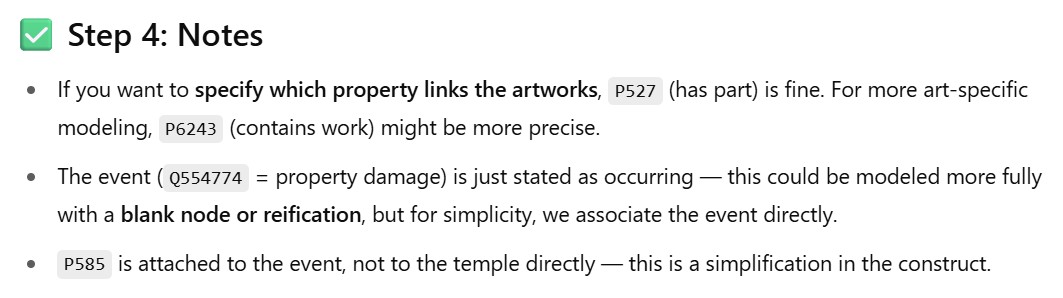 ✅ Step 4: Notes
• If you want to specify which property links the artworks, P527 (has part) is fine. For more art-specific
modeling, P6243 (contains work) might be more precise.
• The event (Q554774 = property damage) is just stated as occurring — this could be modeled more fully
with a blank node or reification, but for simplicity, we associate the event directly.
• P585 is attached to the event, not to the temple directly — this is a simplification in the construct.